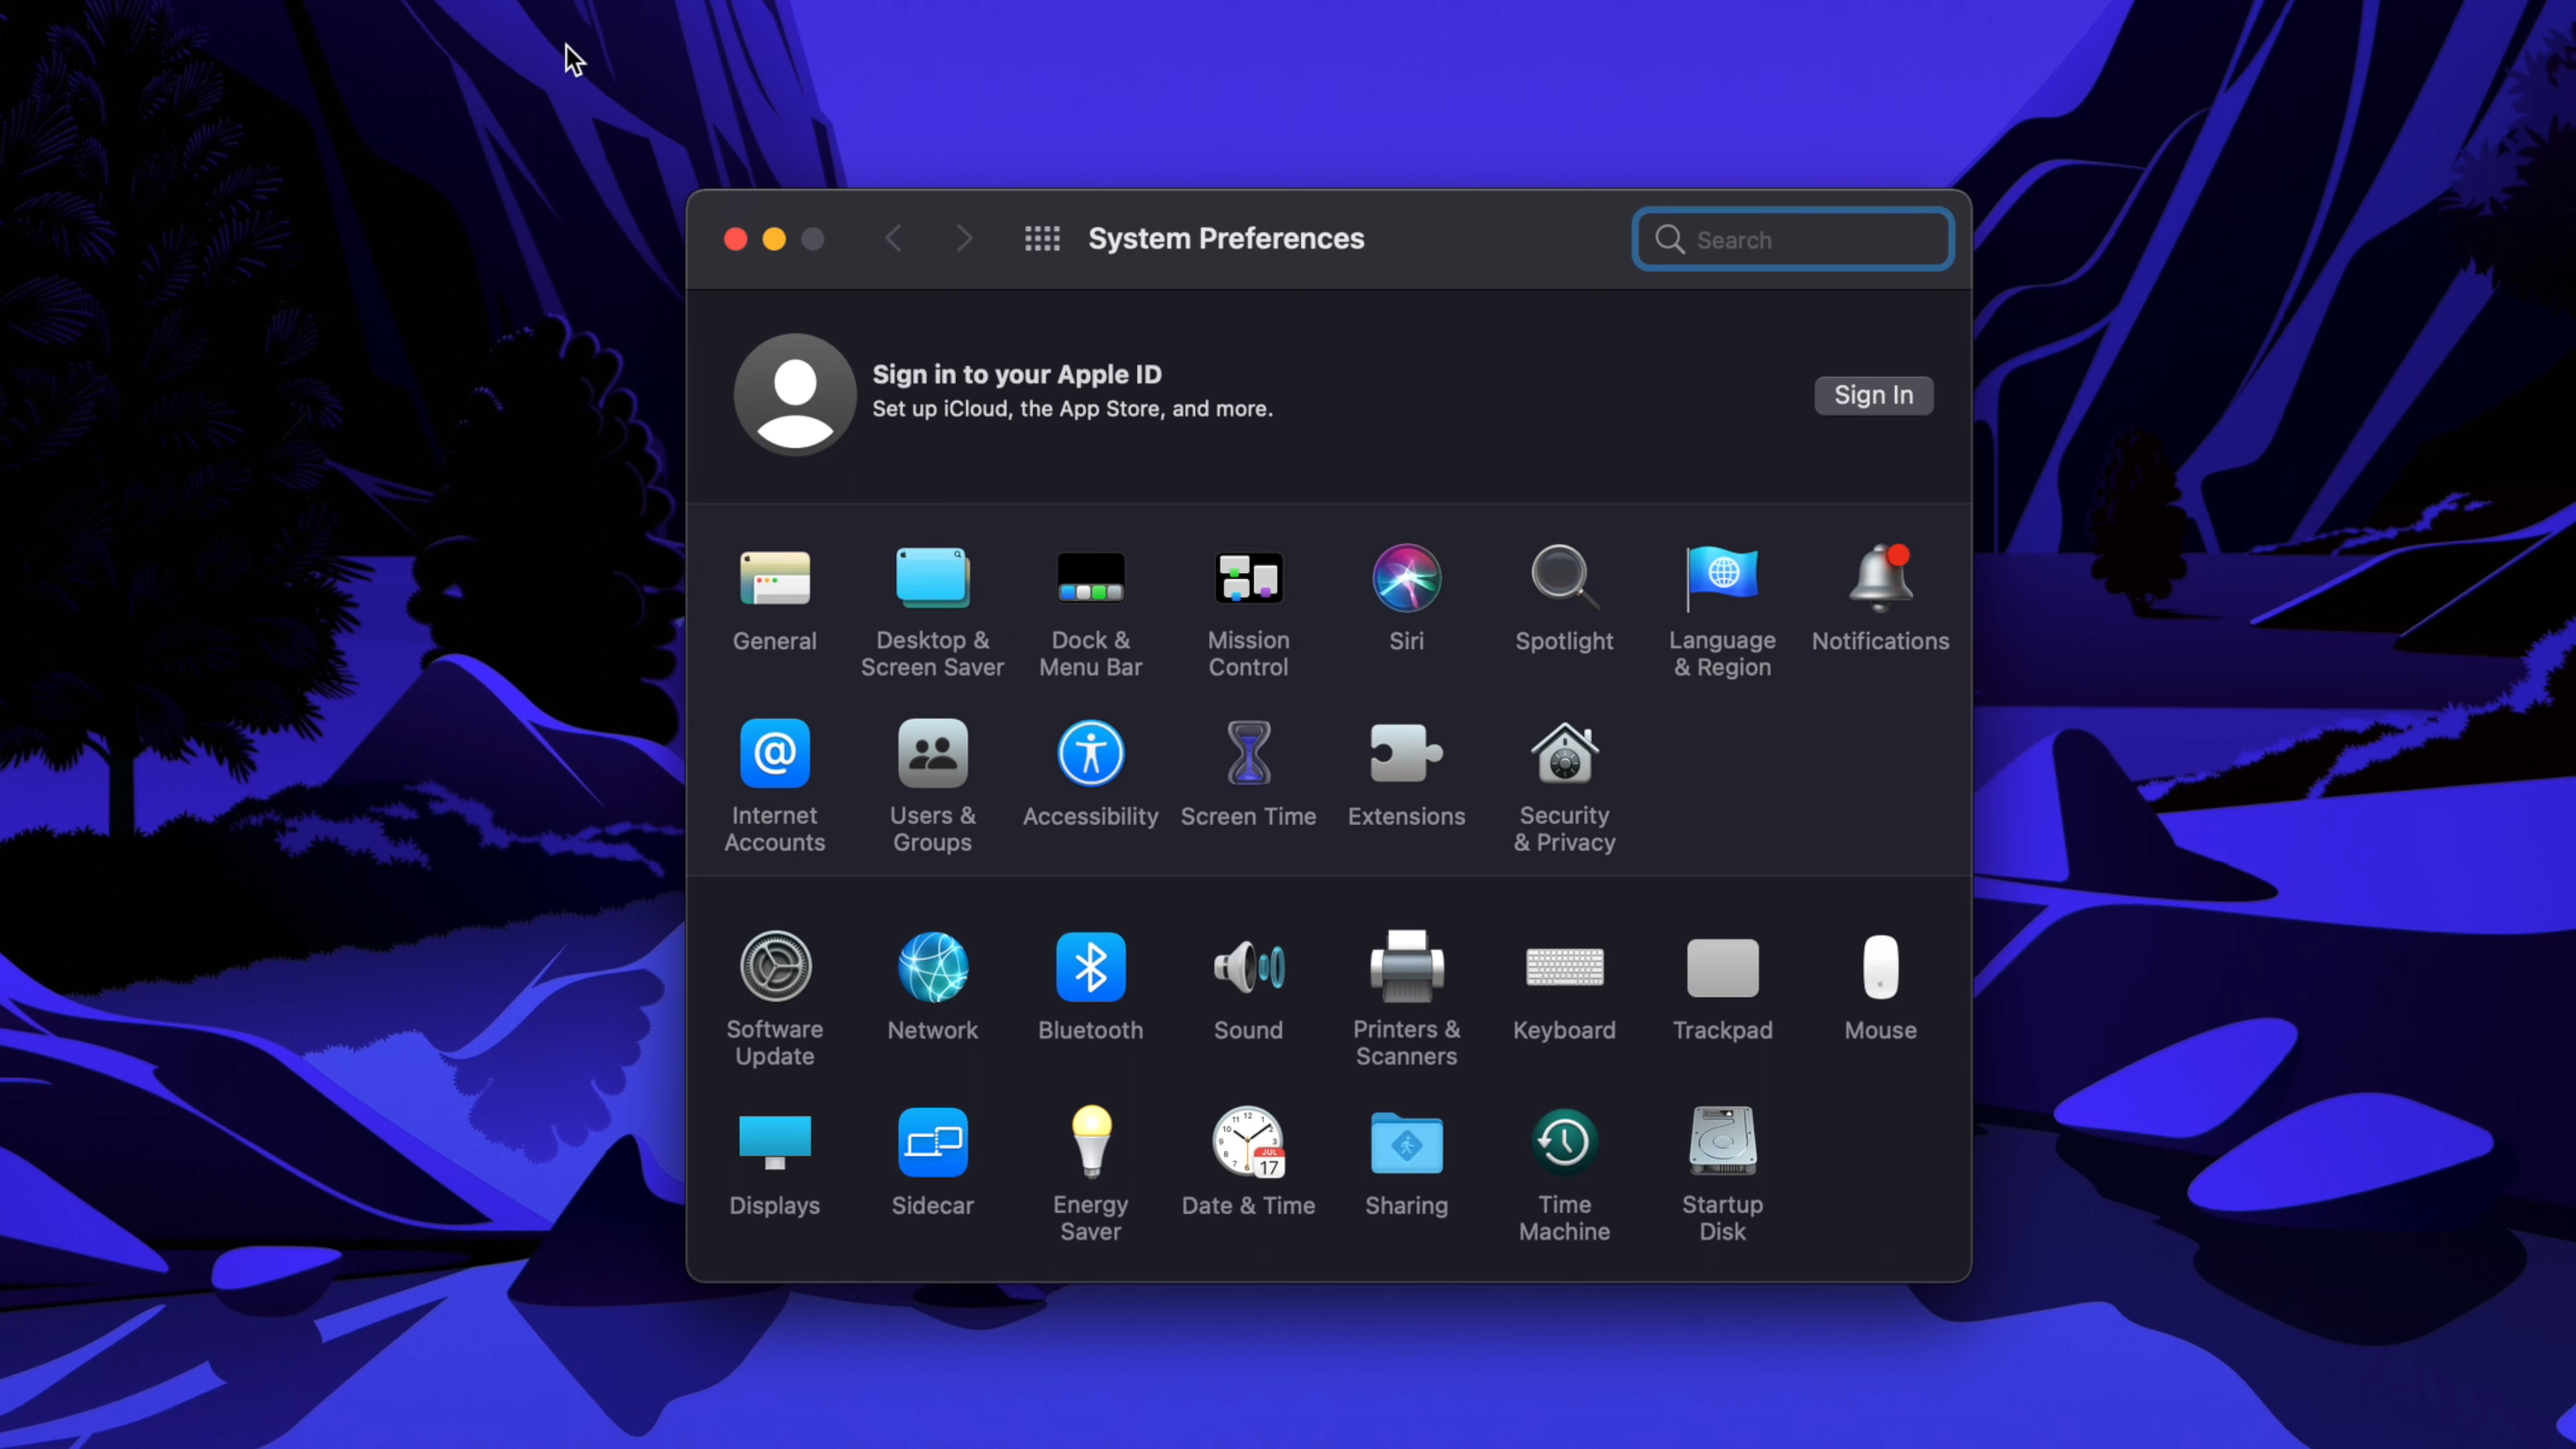 System Preferences
Search
Sign in to your Apple ID
Set up iCloud, the App Store, and more.
Sign In
General
Desktop &
Screen Saver
Dock &
Menu Bar
Mission
Control
Siri
Spotlight
Language
& Region
Notifications
@
Internet
Accounts
Users &
Groups
Accessibility
Screen Time
Extensions
Security
& Privacy
Software
Update
Network
Bluetooth
Sound
Printers &
Scanners
Keyboard
Trackpad
Mouse
JUL
17
Displays
Sidecar
Energy
Saver
Date & Time
Sharing
Time
Machine
Startup
Disk